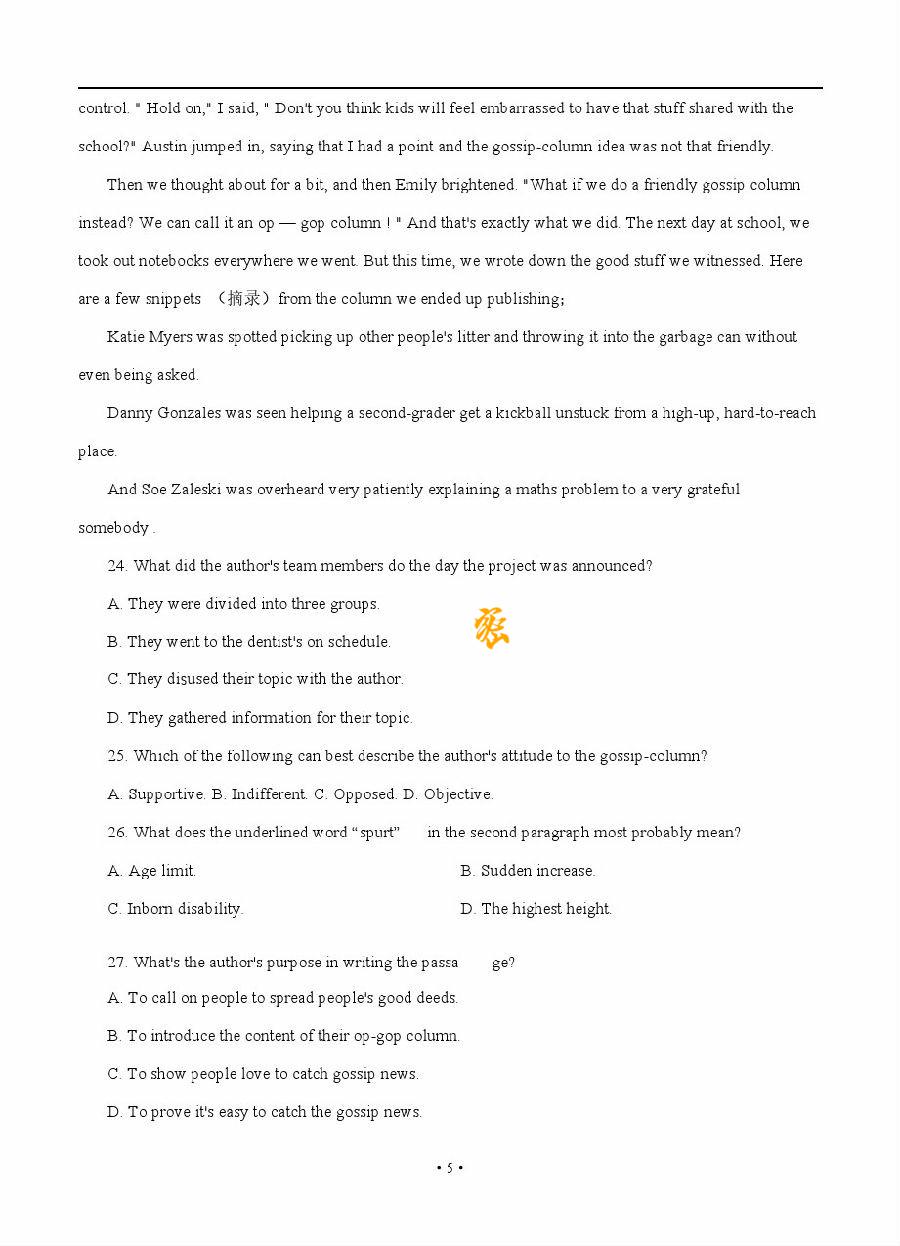 control. " Hold on," I said, " Don't you think kids will feel embarrassed to have that stuff shared with the
school?" Austin jumped in, saying that I had a point and the gossip-column idea was not that friendly.
Then we thought about for a bit, and then Emily brightened. "What if we do a friendly gossip column
instead? We can call it an op — gop column ! " And that's exactly what we did. The next day at school, we
took out notebocks everywhere we went. But this time, we wrote down the good stuff we witnessed. Here
are a few snippets （摘录）from the column we ended up publishing;
Katie Myers was spotted picking up other people's litter and throwing it into the garbage can without
even being asked.
Danny Gonzales was seen helping a second-grader get a kickball unstuck from a high-up, hard-to-reach
place.
And Soe Zaleski was overheard very patiently explaining a maths problem to a very grateful
somebody .
24. What did the author's team members do the day the project was announced?
A. They were divided into three groups.
B. They went to the dentist's on schedule.
C. They disused their topic with the author.
D. They gathered information for their topic.
25. Which of the following can best describe the author's attitude to the gossip-column?
A. Supportive. B. Indifferent. C. Opposed. D. Objective.
26. What does the underlined word “spurt” in the second paragraph most probably mean?
A. Age limit. B. Sudden increase.
C. Inborn disability. D. The highest height.
27. What's the author's purpose in writing the passa ge?
A. To call on people to spread people's good deeds.
B. To introduce the content of their op-gop column.
C. To show people love to catch gossip news.
D. To prove it's easy to catch the gossip news.
• 5 •